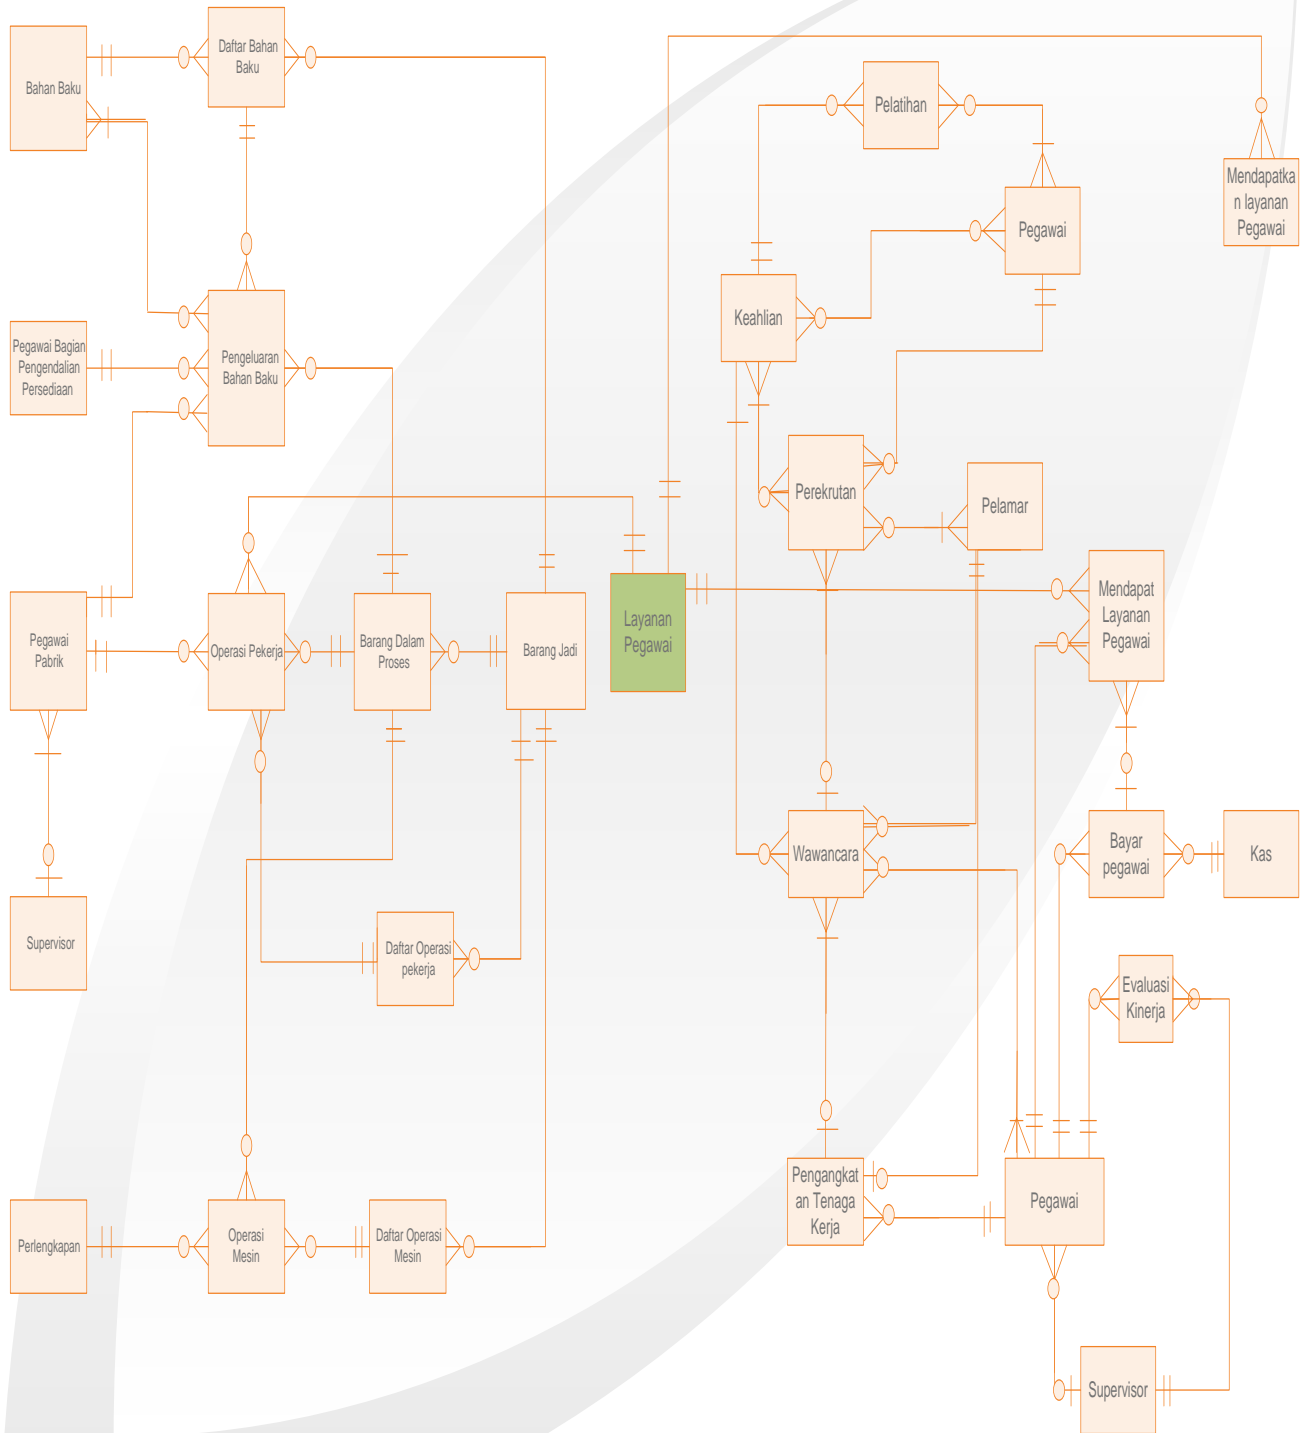 Daftar Bahan
Baku
Bahan Baku
Pelatihan
Mendapatka
n layanan
Pegawai
Pegawai
Keahlian
Pegawai Bagian
Pengendalian
Persediaan
Pengeluaran
Bahan Baku
Perekrutan
Pelamar
Pegawai
Pabrik
Operasi Pekerja
Barang Dalam
Proses
Barang Jadi
Layanan
Pegawai
Mendapat
Layanan
Pegawai
Wawancara
Bayar
pegawai
Kas
Supervisor
Daftar Operasi
pekerja
Evaluasi
Kinerja
Pengangkat
an Tenaga
Kerja
Pegawai
Perlengkapan
Operasi
Mesin
Daftar Operasi
Mesin
Supervisor